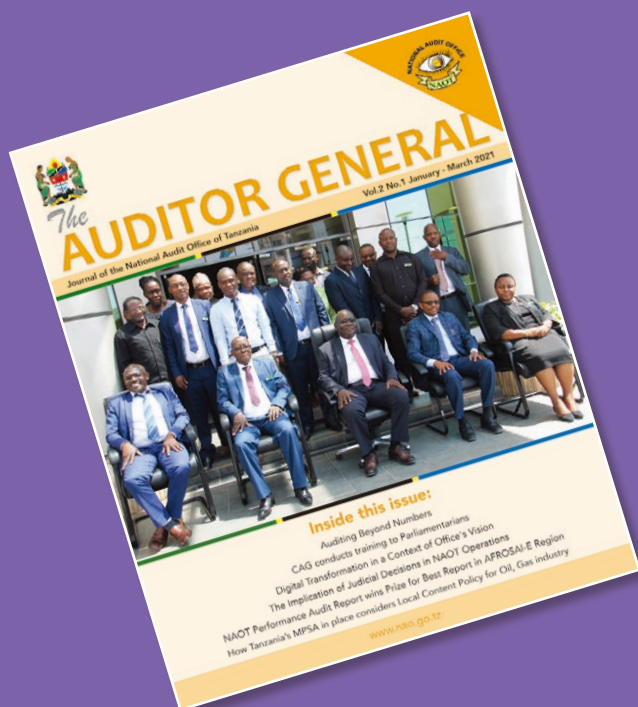 NATIONAL AUDIT OFFICE
NAOT
The
AUDITOR GENERAL
Journal of the National Audit Office of Tanzania
Vol.2 No.1 January - March 2021
Inside this issue:
Auditing Beyond Numbers
CAG conducts training to Parliamentarians
Digital Transformation in a Context of Office's Vision
The Implication of Judicial Decisions in NAOT Operations
NAOT Performance Audit Report wins Prize for Best Report in AFROSAI-E Region
How Tanzania's MPSA in place considers Local Content Policy for Oil, Gas industry
www.nao.go.tz